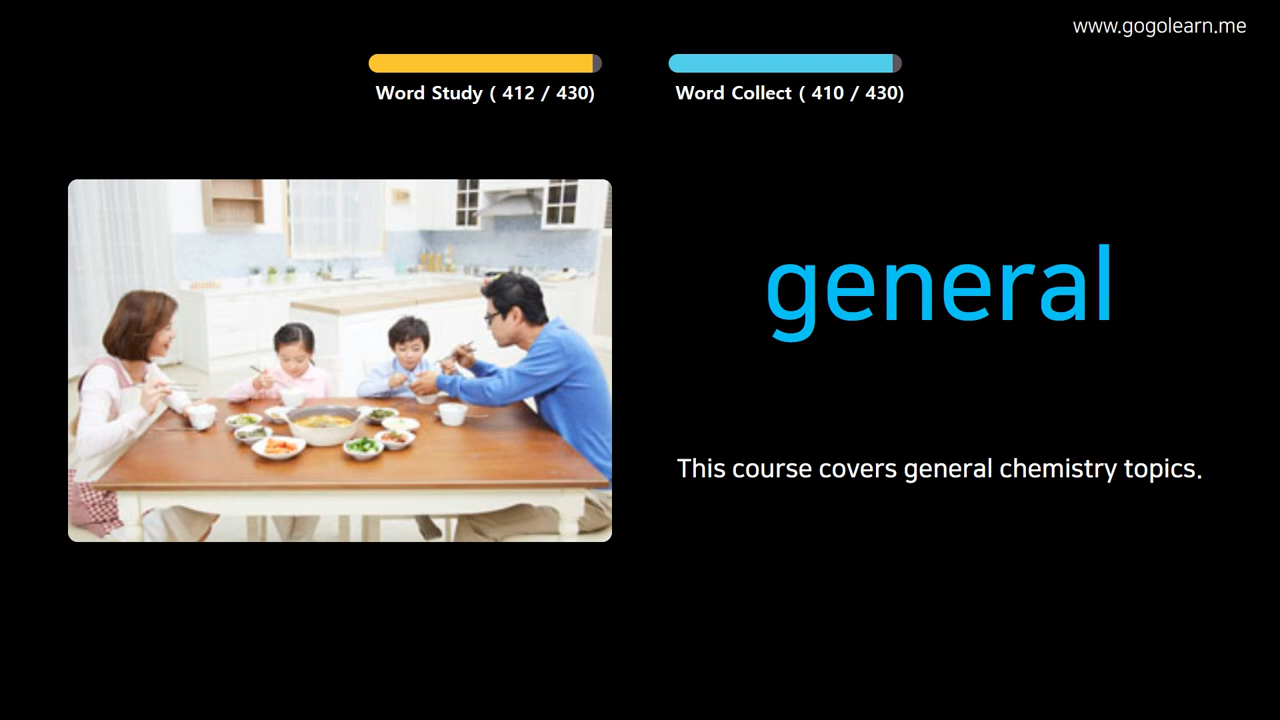 www.gogolearn.me
Word Study ( 412 / 430)
Word Collect ( 410 / 430)
general
This course covers general chemistry topics.